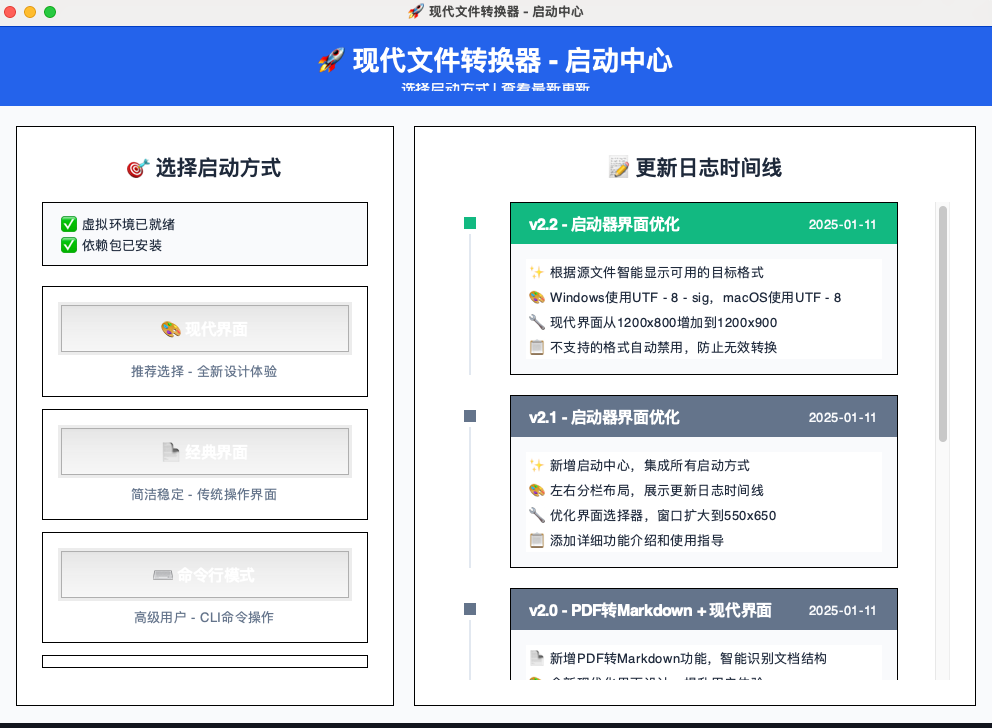 🚀 现代文件转换器 - 启动中心
🚀 现代文件转换器 - 启动中心
选择启动方式 | 查看最新更新
🎯 选择启动方式
✅ 虚拟环境已就绪
✅ 依赖包已安装
🎨 现代界面
推荐选择 - 全新设计体验
📄 经典界面
简洁稳定 - 传统操作界面
⌨️ 命令行模式
高级用户 - CLI命令操作
📝 更新日志时间线
v2.2 - 启动器界面优化 2025-01-11
✨ 根据源文件智能显示可用的目标格式
🎨 Windows使用UTF - 8 - sig，macOS使用UTF - 8
🔧 现代界面从1200x800增加到1200x900
📋 不支持的格式自动禁用，防止无效转换
v2.1 - 启动器界面优化 2025-01-11
✨ 新增启动中心，集成所有启动方式
🎨 左右分栏布局，展示更新日志时间线
🔧 优化界面选择器，窗口扩大到550x650
📋 添加详细功能介绍和使用指导
v2.0 - PDF转Markdown + 现代界面 2025-01-11
📄 新增PDF转Markdown功能，智能识别文档结构